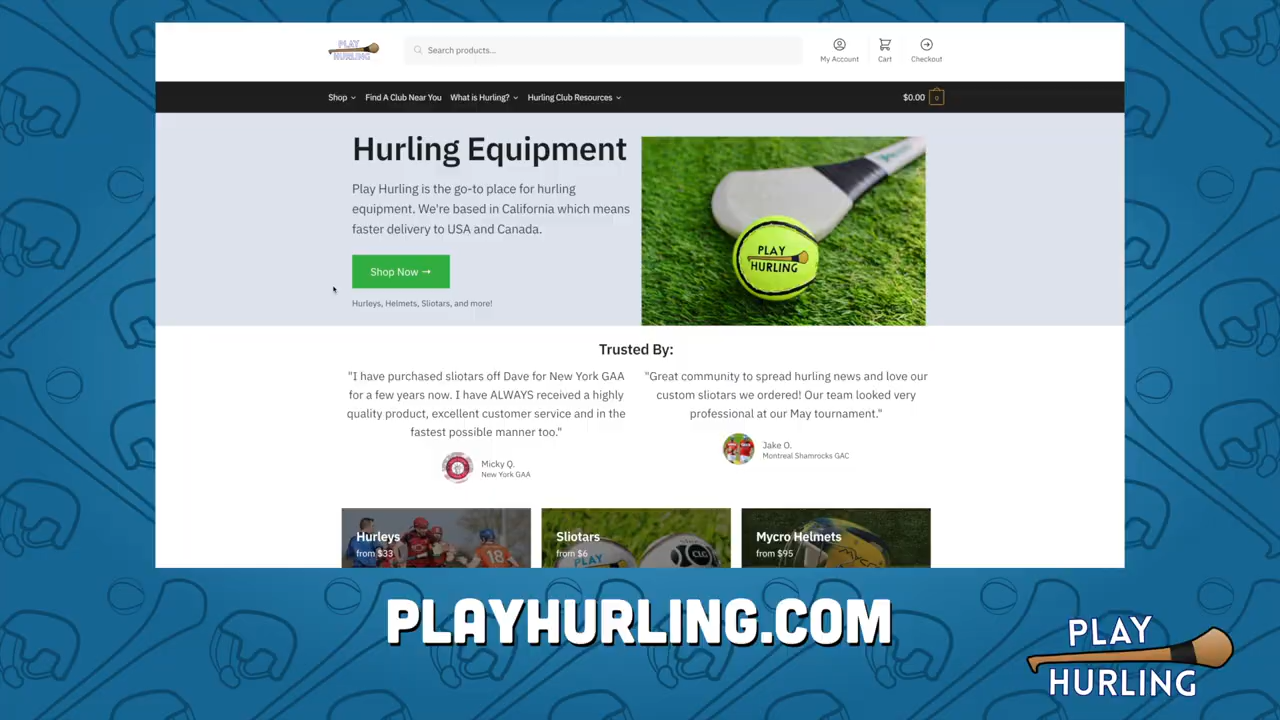 PLAY
HURLING
Search products...
My Account
Cart
Checkout
Shop
Find A Club Near You
What is Hurling?
Hurling Club Resources
$0.00
0
Hurling Equipment
Play Hurling is the go-to place for hurling
equipment. We're based in California which means
faster delivery to USA and Canada.
Shop Now →
Hurleys, Helmets, Sliotars, and more!
PLAY
HURLING
Trusted By:
"I have purchased sliotars off Dave for New York GAA
for a few years now. I have ALWAYS received a highly
quality product, excellent customer service and in the
fastest possible manner too."
Micky Q.
New York GAA
"Great community to spread hurling news and love our
custom sliotars we ordered! Our team looked very
professional at our May tournament."
Jake O.
Montreal Shamrocks GAC
Hurleys
from $33
18
Sliotars
from $6
PLAY
CLG
Mycro Helmets
from $95
PLAYHURLING.COM
PLAY
HURLING